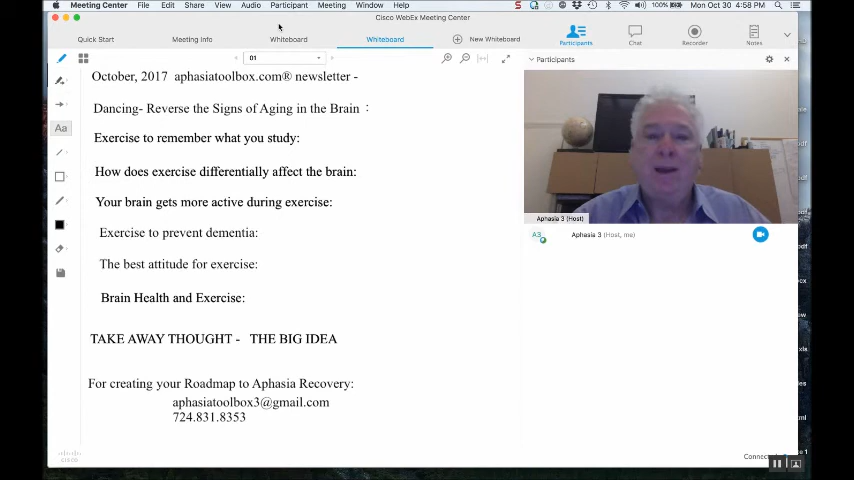 Meeting Center File Edit Share View Audio Participant Meeting Window Help 100% Mon Oct 30 4:58 PM
Cisco WebEx Meeting Center
Quick Start Meeting Info Whiteboard Whiteboard New Whiteboard Participants Chat Recorder Notes
01
Participants
Aa
October, 2017 aphasiatoolbox.com® newsletter -
Dancing- Reverse the Signs of Aging in the Brain :
Exercise to remember what you study:
How does exercise differentially affect the brain:
Your brain gets more active during exercise:
Exercise to prevent dementia:
The best attitude for exercise:
Brain Health and Exercise:
TAKE AWAY THOUGHT - THE BIG IDEA
For creating your Roadmap to Aphasia Recovery:
aphasiatoolbox3@gmail.com
724.831.8353
Aphasia 3 (Host)
A3 Aphasia 3 (Host, me)
CISCO